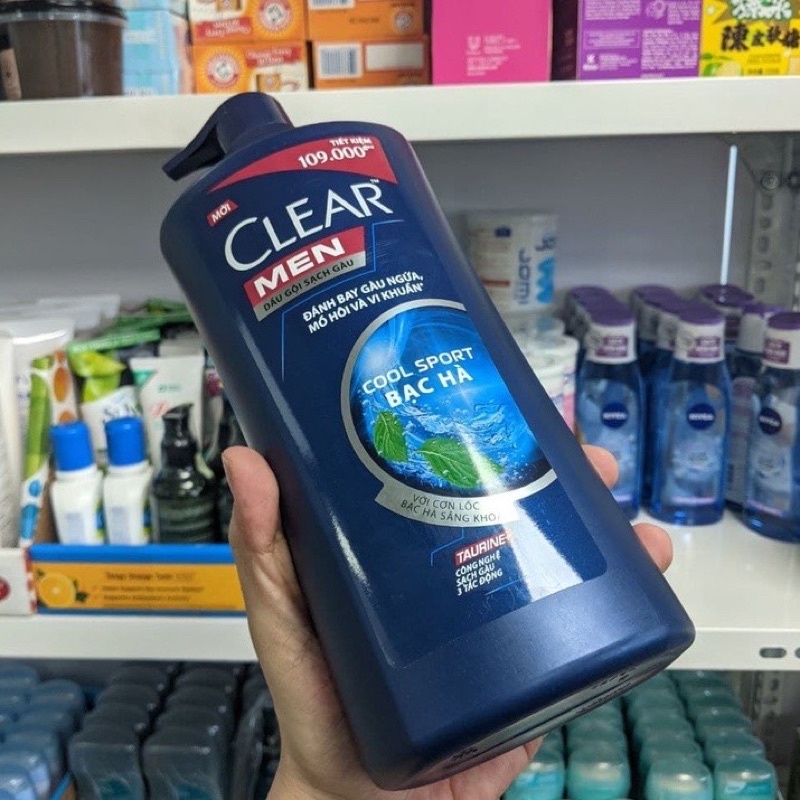 TIẾT KIỆM
109.000
MỚI
CLEAR
MEN
DẦU GỘI SẠCH GÀU
ĐÁNH BAY GÀU NGỨA,
MỒ HÔI VÀ VI KHUẨN*
COOL SPORT
BẠC HÀ
VỚI CƠN LỐC
BẠC HÀ SẢNG KHOÁI
TAURINE
CÔNG NGHỆ
SẠCH GÀU
3 TÁC ĐỘNG
NIVEA
NIVEA
NIVEA